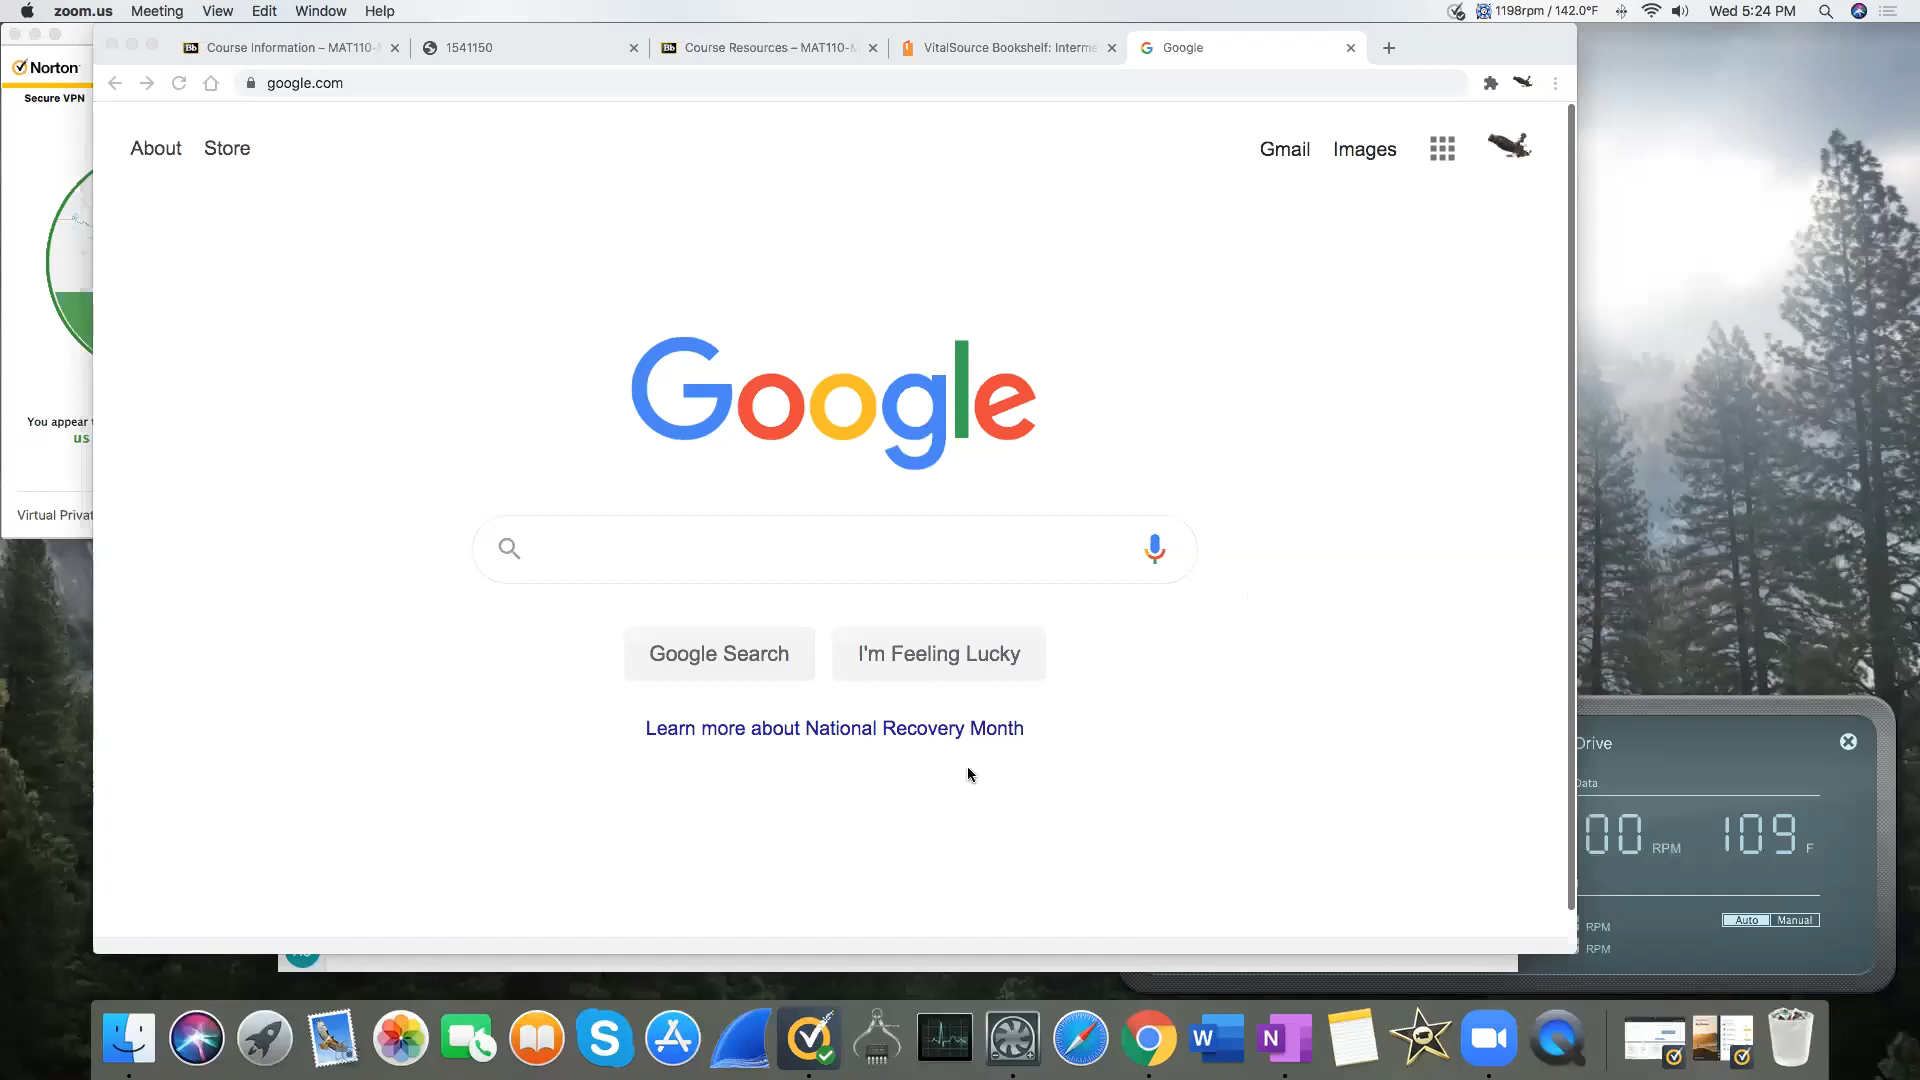 zoom.us Meeting View Edit Window Help 1198rpm / 142.0°F Wed 5:24 PM
Course Information – MAT110- 1541150 Course Resources – MAT110-M VitalSource Bookshelf: Interme Google
Norton
google.com
Secure VPN
About Store Gmail Images
Google
You appear
us
Virtual Privat
Google Search I'm Feeling Lucky
Learn more about National Recovery Month
Drive
Data
00 RPM 109 F
Auto Manual
RPM
RPM